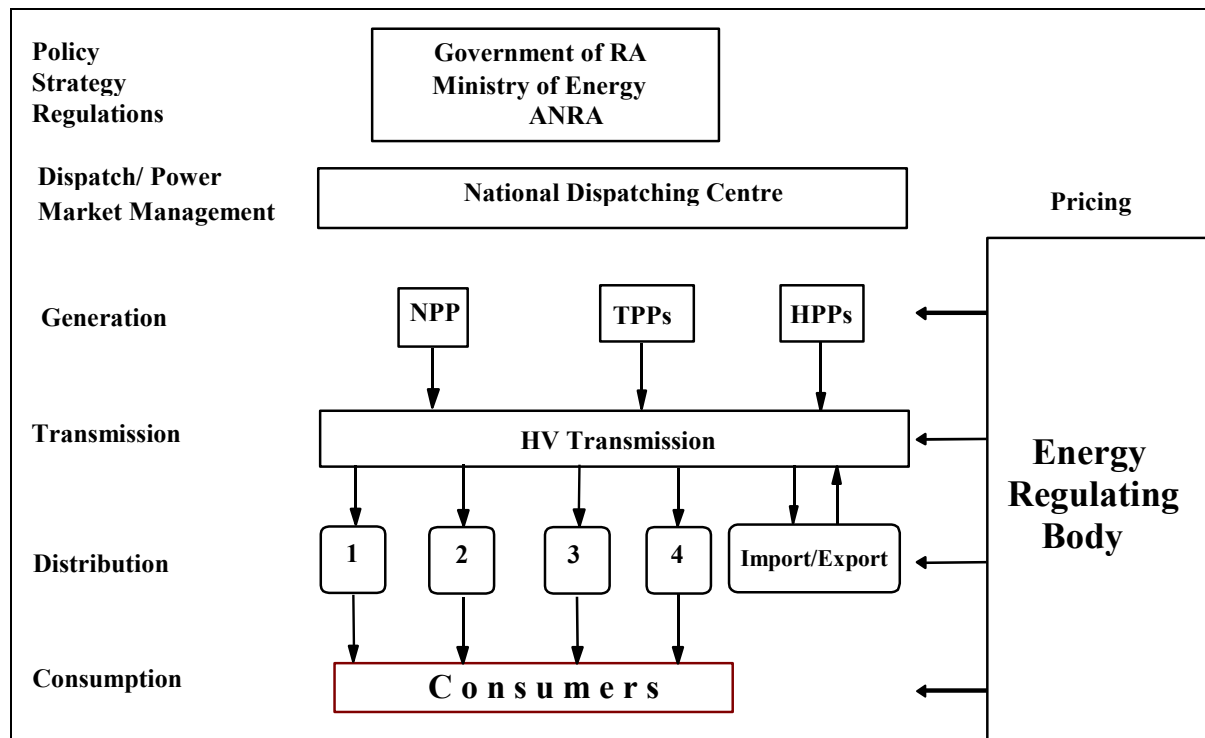 Policy
Strategy
Regulations
Government of RA
Ministry of Energy
ANRA
Dispatch/ Power
Market Management
National Dispatching Centre
Pricing
Generation
NPP
TPPs
HPPs
Transmission
HV Transmission
Energy
Regulating
Body
Distribution
1
2
3
4
Import/Export
Consumption
Consumers